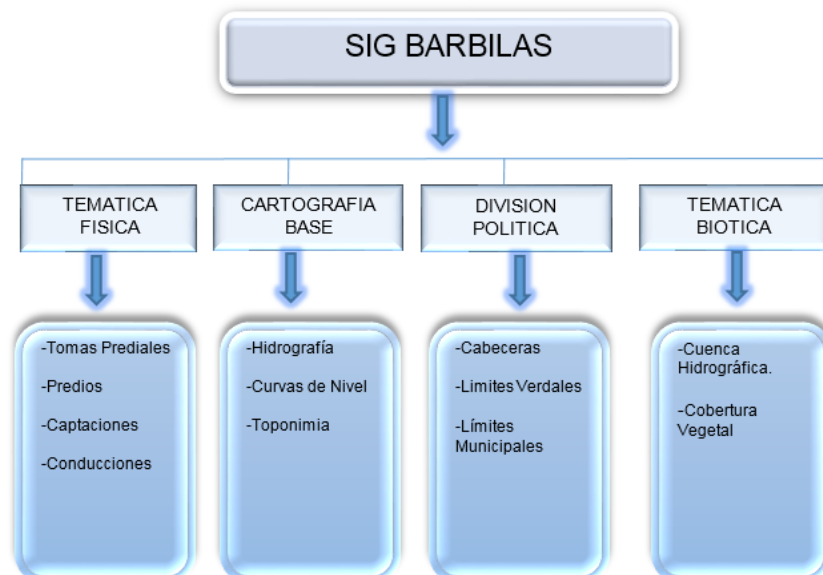 SIG BARBILAS
TEMATICA
FISICA
CARTOGRAFIA
BASE
DIVISION
POLITICA
TEMATICA
BIOTICA
-Tomas Prediales
-Predios
-Captaciones
-Conducciones
-Hidrografía
-Curvas de Nivel
-Toponimia
-Cabeceras
-Limites Verdales
-Límites
Municipales
-Cuenca
Hidrográfica.
-Cobertura
Vegetal